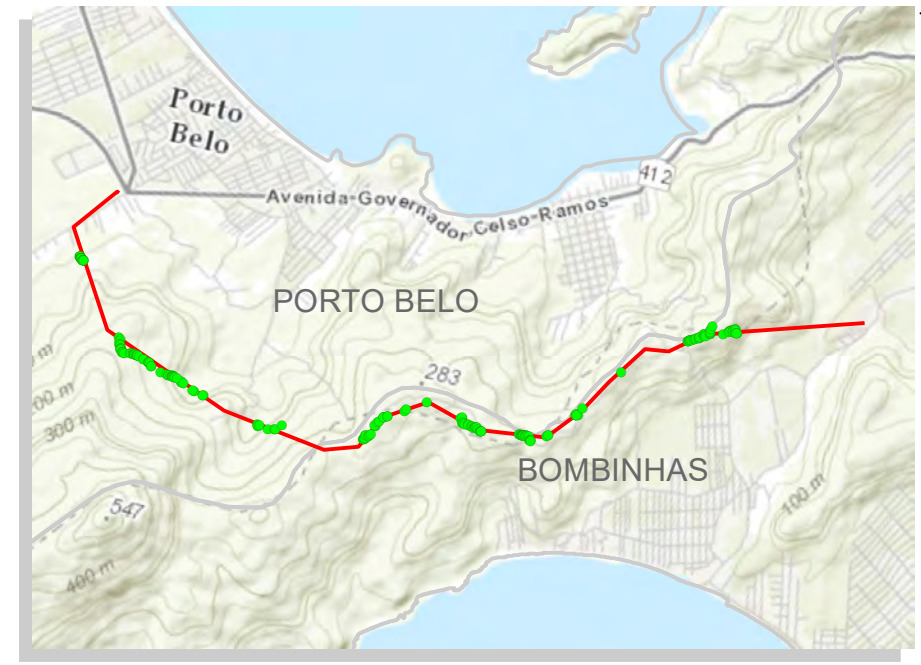 Porto
Belo
412
Avenida-Governador-Celso-Ramos
PORTO BELO
283
300 m
BOMBINHAS
547
100 m
400 m